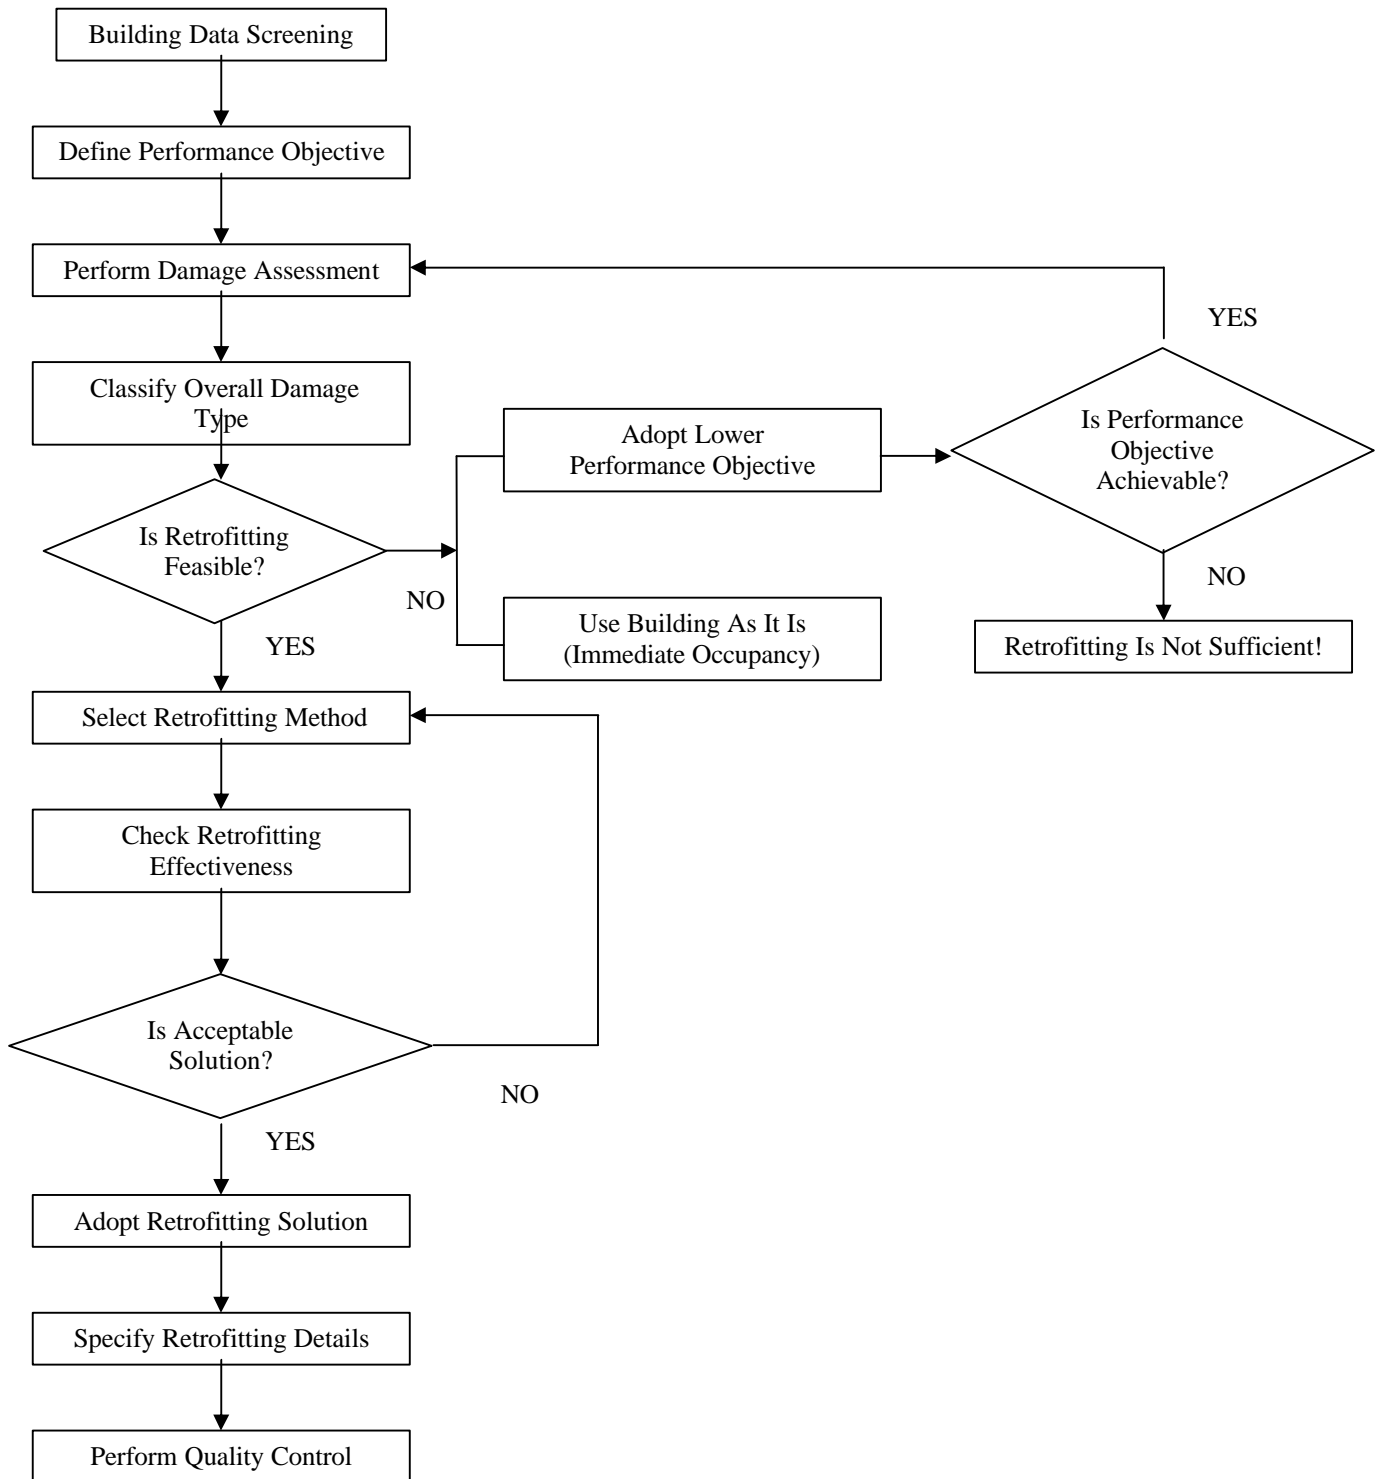 Building Data Screening
Define Performance Objective
Perform Damage Assessment
YES
Classify Overall Damage
Type
Adopt Lower
Performance Objective
Is Performance
Objective
Achievable?
Is Retrofitting
Feasible?
NO
NO
Use Building As It Is
(Immediate Occupancy)
Retrofitting Is Not Sufficient!
YES
Select Retrofitting Method
Check Retrofitting
Effectiveness
Is Acceptable
Solution?
NO
YES
Adopt Retrofitting Solution
Specify Retrofitting Details
Perform Quality Control